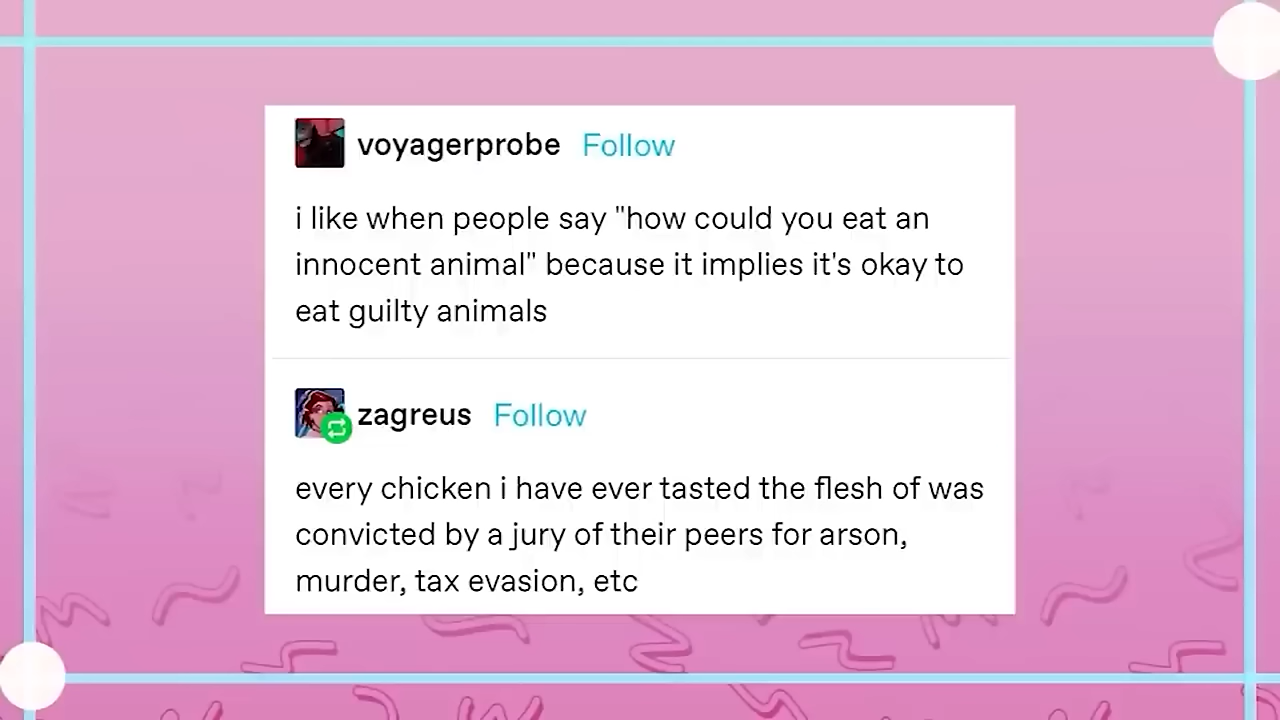 voyagerprobe Follow
i like when people say "how could you eat an
innocent animal" because it implies it's okay to
eat guilty animals
zagreus Follow
every chicken i have ever tasted the flesh of was
convicted by a jury of their peers for arson,
murder, tax evasion, etc